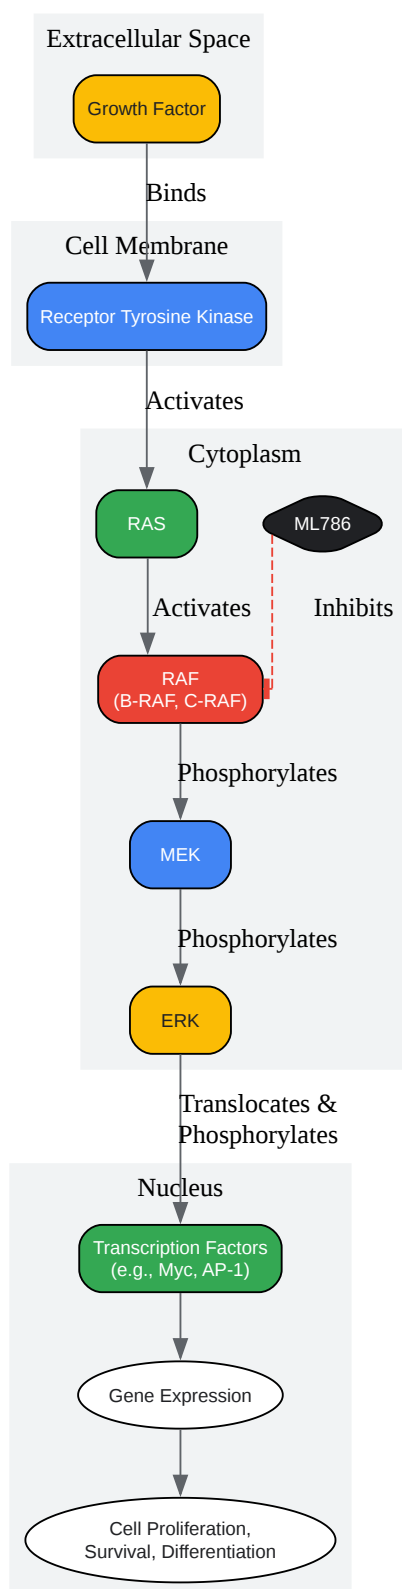 Extracellular Space
Growth Factor
Binds
Cell Membrane
Receptor Tyrosine Kinase
Activates
Cytoplasm
RAS
ML786
Activates
Inhibits
RAF
(B-RAF, C-RAF)
Phosphorylates
MEK
Phosphorylates
ERK
Translocates &
Phosphorylates
Nucleus
Transcription Factors
(e.g., Myc, AP-1)
Gene Expression
Cell Proliferation,
Survival, Differentiation